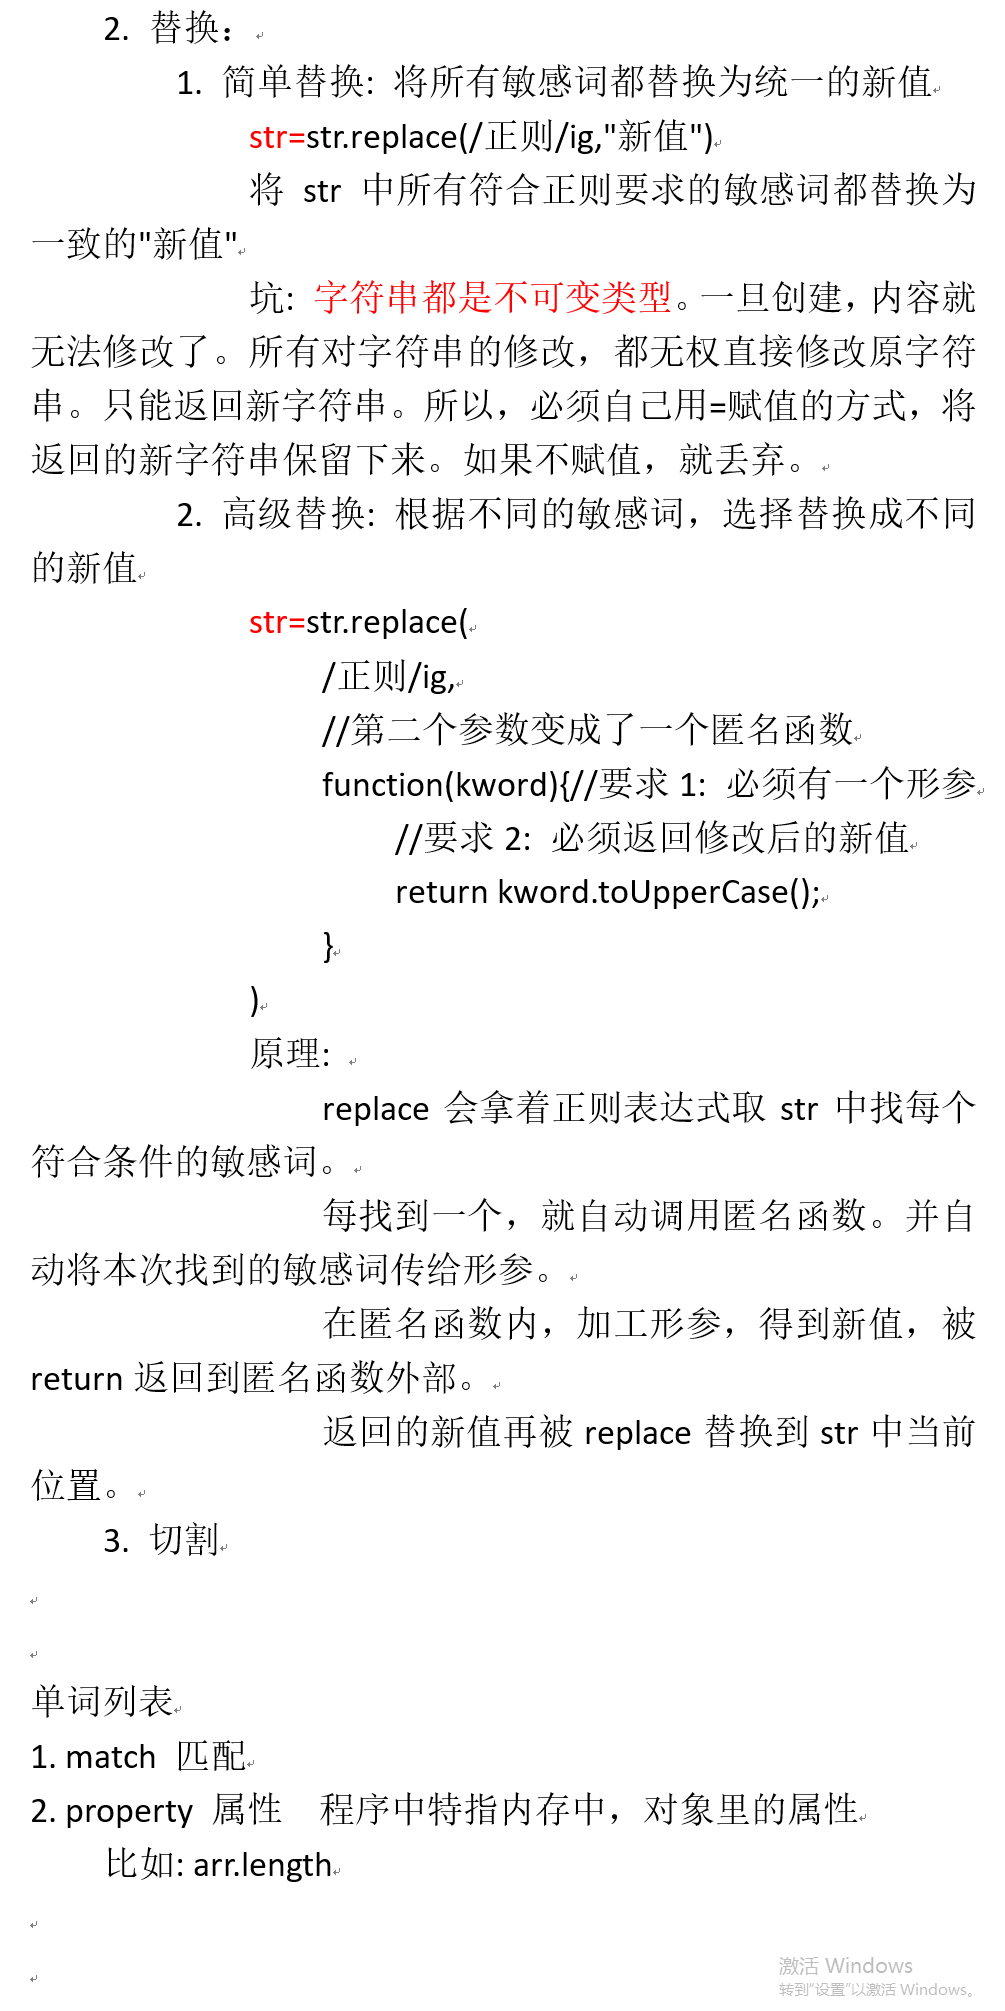 2. 替换：
1. 简单替换: 将所有敏感词都替换为统一的新值
str=str.replace(/正则/ig,"新值")
将 str 中所有符合正则要求的敏感词都替换为
一致的"新值"
坑: 字符串都是不可变类型。一旦创建，内容就
无法修改了。所有对字符串的修改，都无权直接修改原字符
串。只能返回新字符串。所以，必须自己用=赋值的方式，将
返回的新字符串保留下来。如果不赋值，就丢弃。
2. 高级替换: 根据不同的敏感词，选择替换成不同
的新值
str=str.replace(
/正则/ig,
//第二个参数变成了一个匿名函数
function(kword){//要求 1: 必须有一个形参
//要求 2: 必须返回修改后的新值
return kword.toUpperCase();
}
)
原理:
replace 会拿着正则表达式取 str 中找每个
符合条件的敏感词。
每找到一个，就自动调用匿名函数。并自
动将本次找到的敏感词传给形参。
在匿名函数内，加工形参，得到新值，被
return 返回到匿名函数外部。
返回的新值再被 replace 替换到 str 中当前
位置。
3. 切割
单词列表
1. match 匹配
2. property 属性 程序中特指内存中，对象里的属性
比如: arr.length
激活 Windows
转到"设置"以激活 Windows。